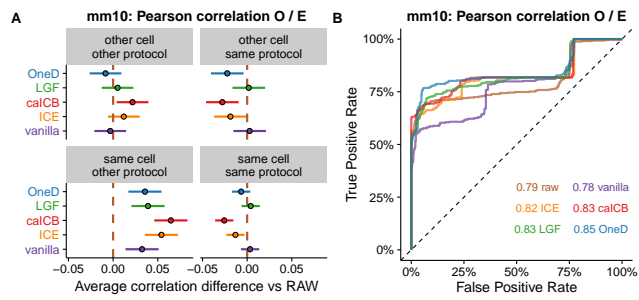 A
mm10: Pearson correlation O / E
other cell
other protocol
other cell
same protocol
OneD
LGF
caICB
ICE
vanilla
same cell
other protocol
same cell
same protocol
OneD
LGF
caICB
ICE
vanilla
−0.05 0.00 0.05 −0.05 0.00 0.05
Average correlation difference vs RAW
B
mm10: Pearson correlation O / E
True Positive Rate
100%
75%
50%
25%
0%
0.79 raw 0.78 vanilla
0.82 ICE 0.83 caICB
0.83 LGF 0.85 OneD
0% 25% 50% 75% 100%
False Positive Rate